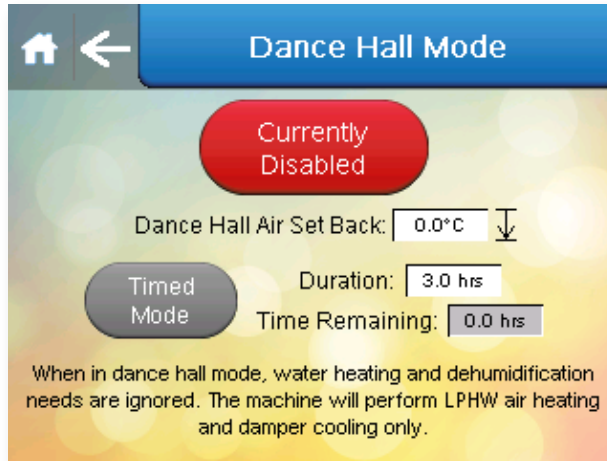 Dance Hall Mode
Currently
Disabled
Dance Hall Air Set Back: 0.0°C
Timed
Mode
Duration: 3.0 hrs
Time Remaining: 0.0 hrs
When in dance hall mode, water heating and dehumidification
needs are ignored. The machine will perform LPHW air heating
and damper cooling only.